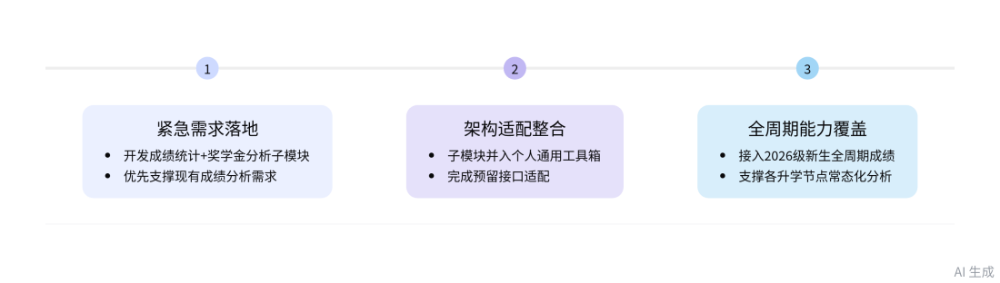 1
2
3
紧急需求落地
开发成绩统计+奖学金分析子模块
优先支撑现有成绩分析需求
架构适配整合
子模块并入个人通用工具箱
完成预留接口适配
全周期能力覆盖
接入2026级新生全周期成绩
支撑各升学节点常态化分析
AI 生成